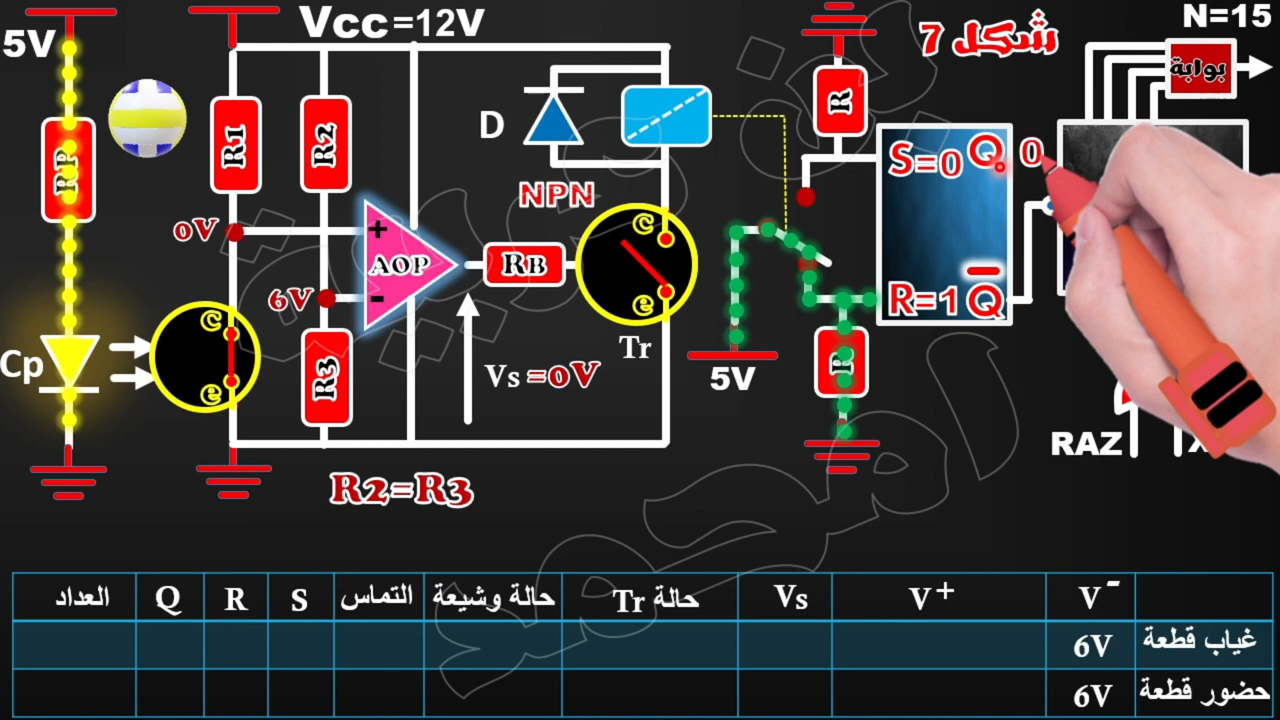 Vcc=12V
شكل 7
N=15
5V
بوابة
R1
R2
R
D
RP
S=0
Q
0
NPN
0V
+
c
AOP
RB
6V
-
e
R=1
Q
c
R3
Tr
Cp
Vs =0V
5V
R
e
RAZ
R2=R3
العداد
Q
R
S
التماس
حالة وشيعة
حالة Tr
Vs
V+
V-
غياب قطعة
6V
حضور قطعة
6V